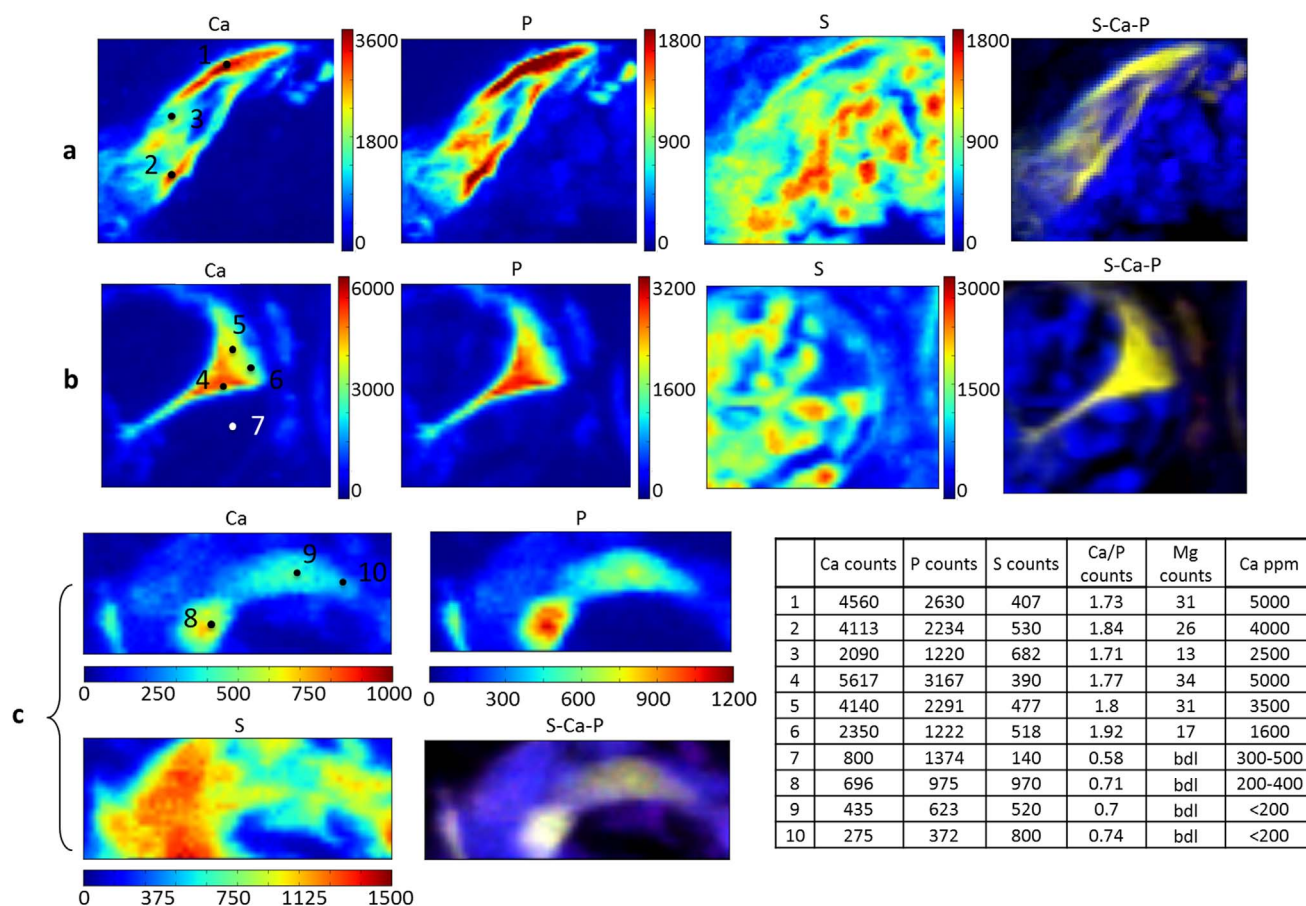 Ca P S S-Ca-P
a
1
3
2
3600
1800
0
1800
900
0
1800
900
0
Ca P S S-Ca-P
b
5
4
6
7
6000
3000
0
3200
1600
0
3000
1500
0
Ca P
9
10
8
0 250 500 750 1000
0 300 600 900 1200
c
S S-Ca-P
0 375 750 1125 1500
Ca counts P counts S counts Ca/P counts Mg counts Ca ppm
1 4560 2630 407 1.73 31 5000
2 4113 2234 530 1.84 26 4000
3 2090 1220 682 1.71 13 2500
4 5617 3167 390 1.77 34 5000
5 4140 2291 477 1.8 31 3500
6 2350 1222 518 1.92 17 1600
7 800 1374 140 0.58 bdl 300-500
8 696 975 970 0.71 bdl 200-400
9 435 623 520 0.7 bdl <200
10 275 372 800 0.74 bdl <200